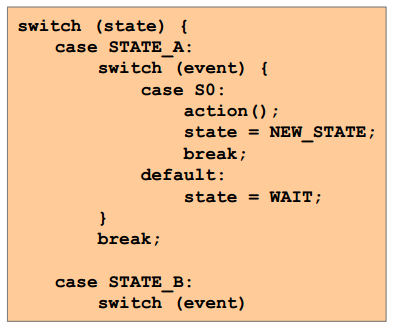 switch (state) {
    case STATE_A:
        switch (event) {
            case S0:
                action();
                state = NEW_STATE;
                break;
            default:
                state = WAIT;
        }
        break;

    case STATE_B:
        switch (event)